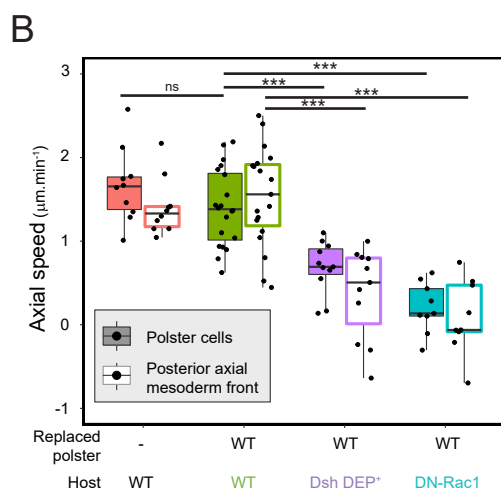 B
3
2
1
0
-1
Axial speed (μm.min-1)
ns
***
***
***
***
Polster cells
Posterior axial
mesoderm front
Replaced
polster
- WT WT WT
Host WT WT Dsh DEP+ DN-Rac1